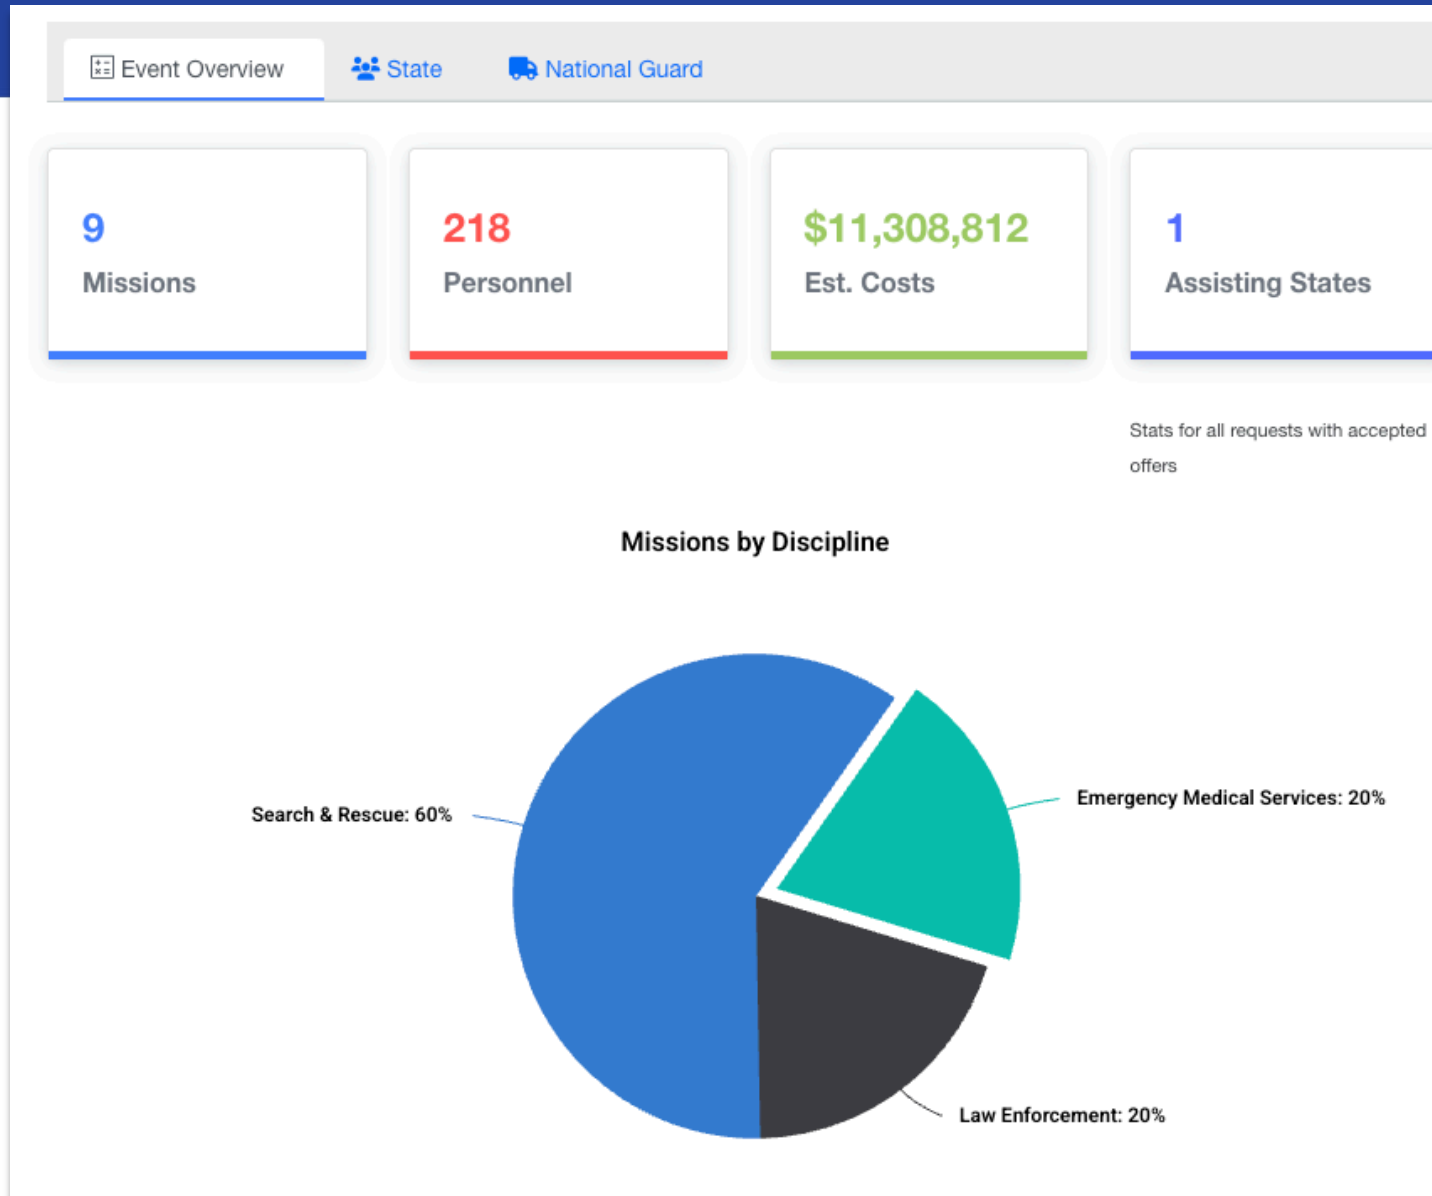 Event Overview State National Guard
9 218 $11,308,812 1
Missions Personnel Est. Costs Assisting States
Stats for all requests with accepted
offers
Missions by Discipline
Emergency Medical Services: 20%
Search & Rescue: 60%
Law Enforcement: 20%